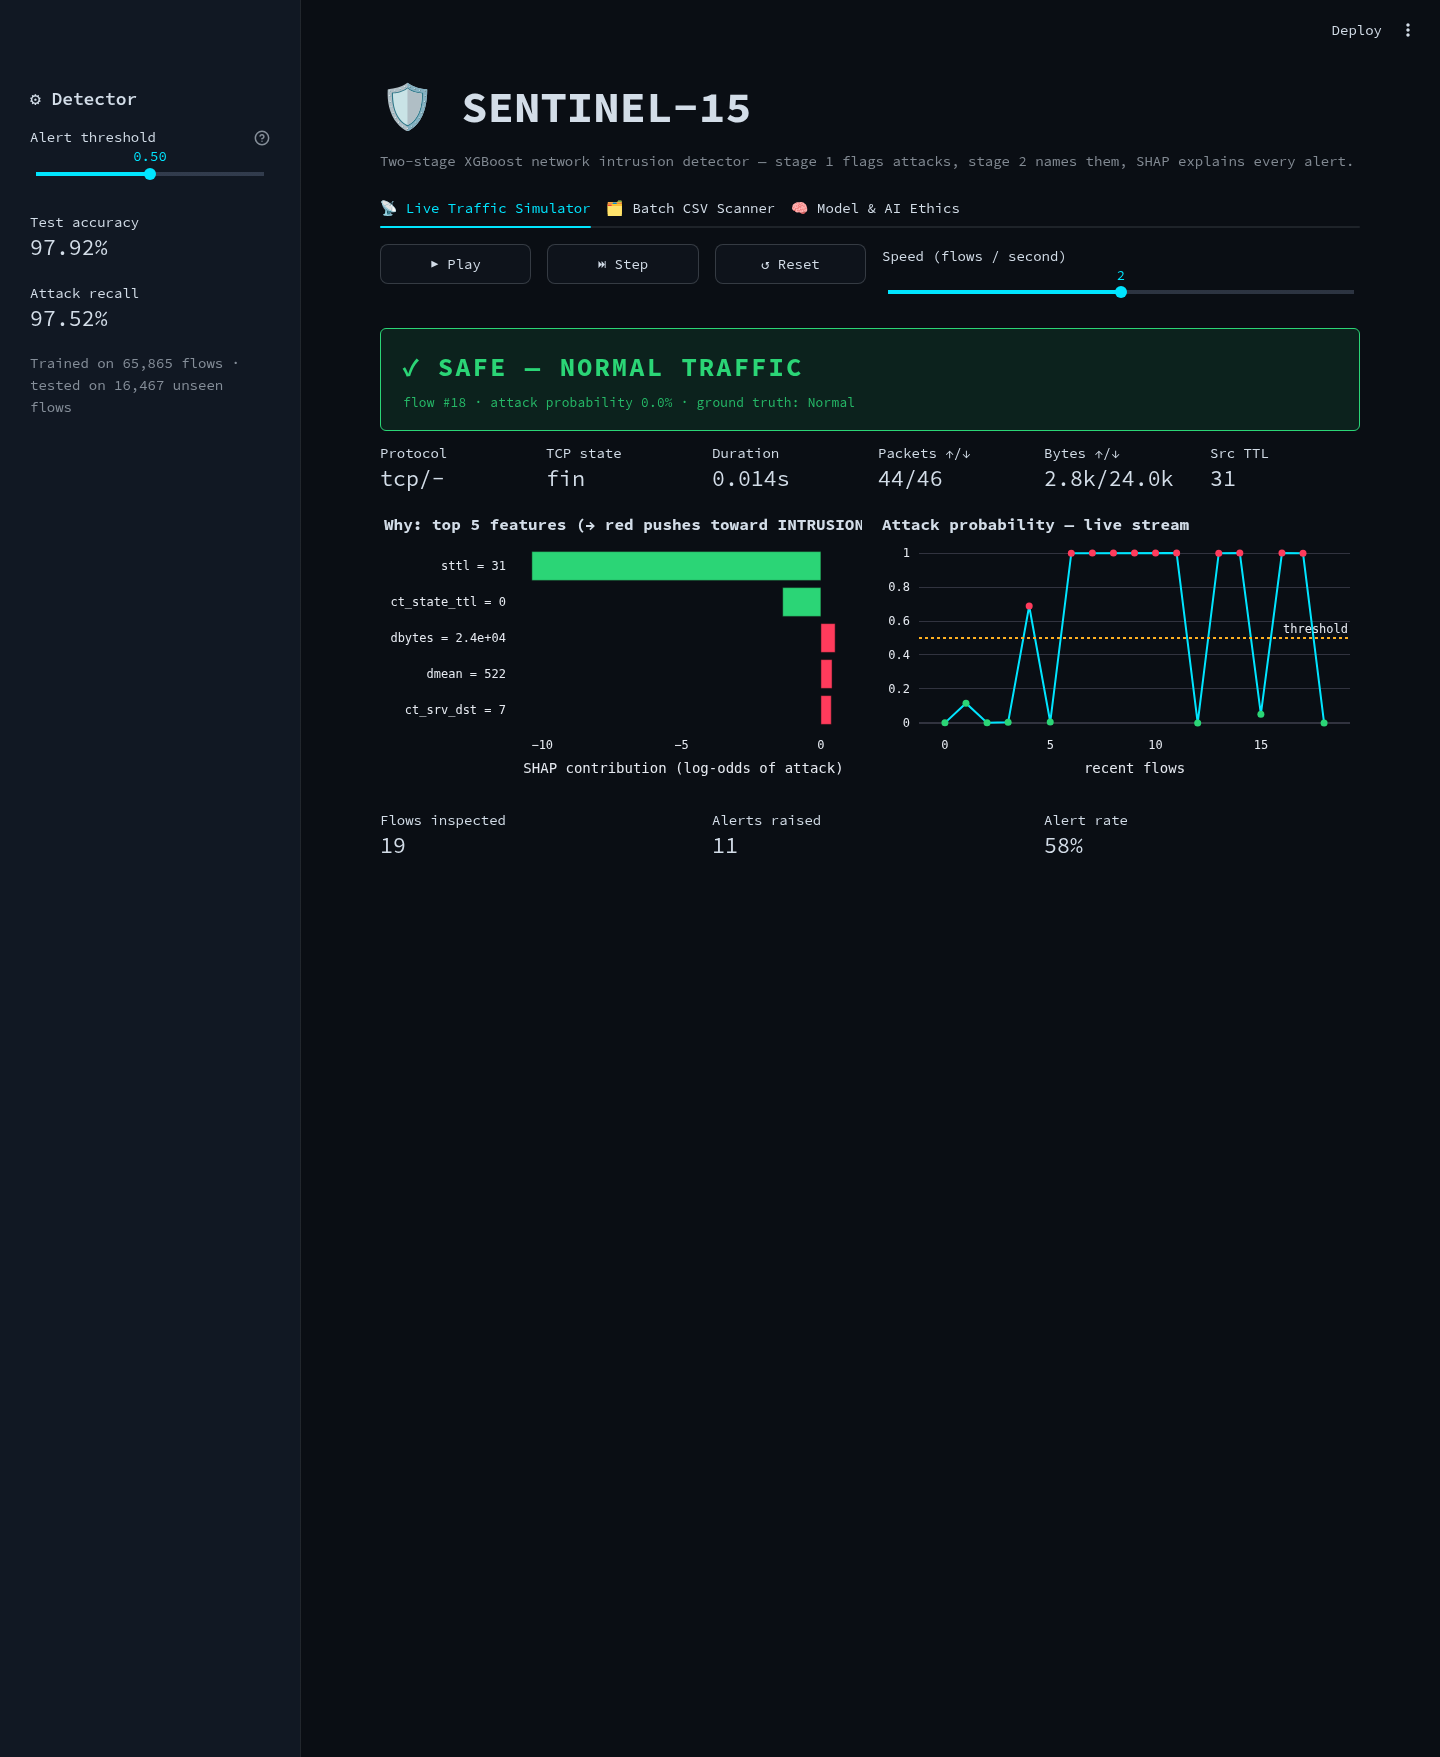 Deploy
⚙ Detector
Alert threshold
0.50
Test accuracy
97.92%
Attack recall
97.52%
Trained on 65,865 flows ·
tested on 16,467 unseen
flows
🛡️ SENTINEL-15
Two-stage XGBoost network intrusion detector — stage 1 flags attacks, stage 2 names them, SHAP explains every alert.
📡 Live Traffic Simulator 🗂️ Batch CSV Scanner 🧠 Model & AI Ethics
▶ Play ⏭ Step ↺ Reset
Speed (flows / second)
2
✓ SAFE — NORMAL TRAFFIC
flow #18 · attack probability 0.0% · ground truth: Normal
Protocol TCP state Duration Packets ↑/↓ Bytes ↑/↓ Src TTL
tcp/- fin 0.014s 44/46 2.8k/24.0k 31
Why: top 5 features (→ red pushes toward INTRUSION
sttl = 31
ct_state_ttl = 0
dbytes = 2.4e+04
dmean = 522
ct_srv_dst = 7
−10 −5 0
SHAP contribution (log-odds of attack)
Attack probability — live stream
1
0.8
0.6
threshold
0.4
0.2
0
0 5 10 15
recent flows
Flows inspected Alerts raised Alert rate
19 11 58%